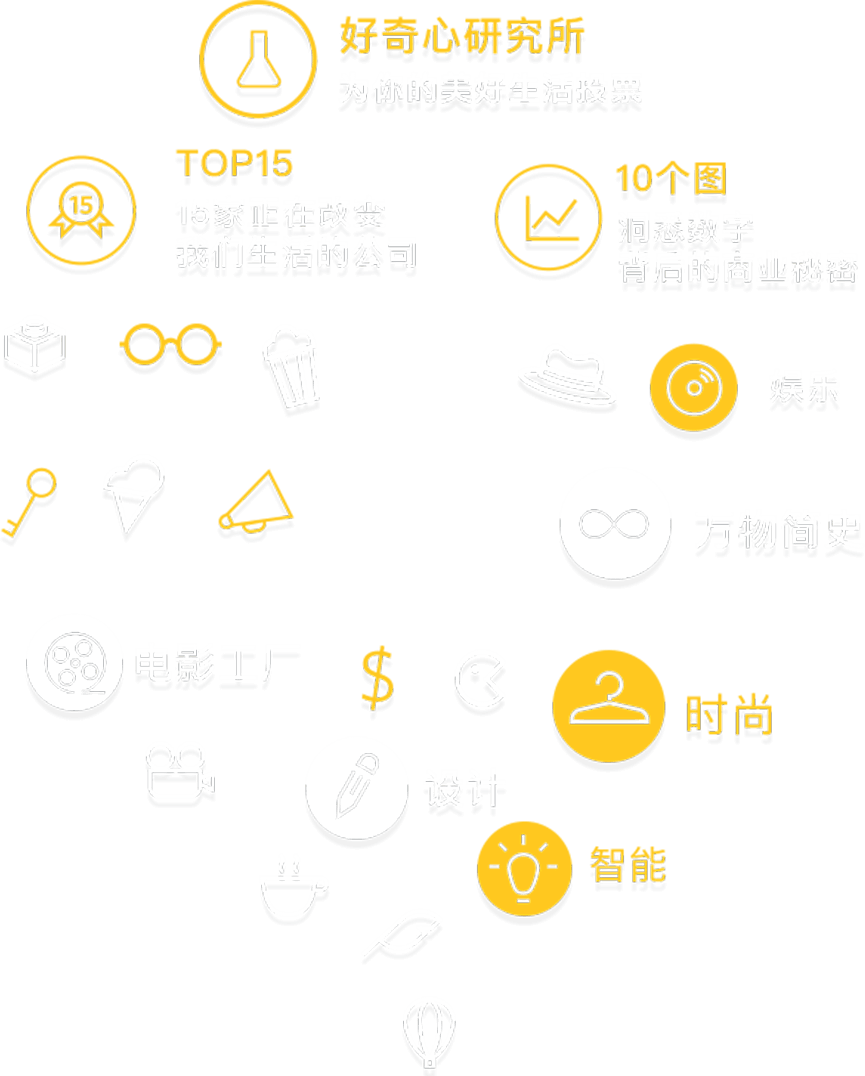 好奇心研究所
为你的美好生活投票
TOP15
15
15家正在改变
我们生活的公司
10个图
洞悉数字
背后的商业秘密
娱乐
万物简史
电影工厂
$
时尚
设计
智能